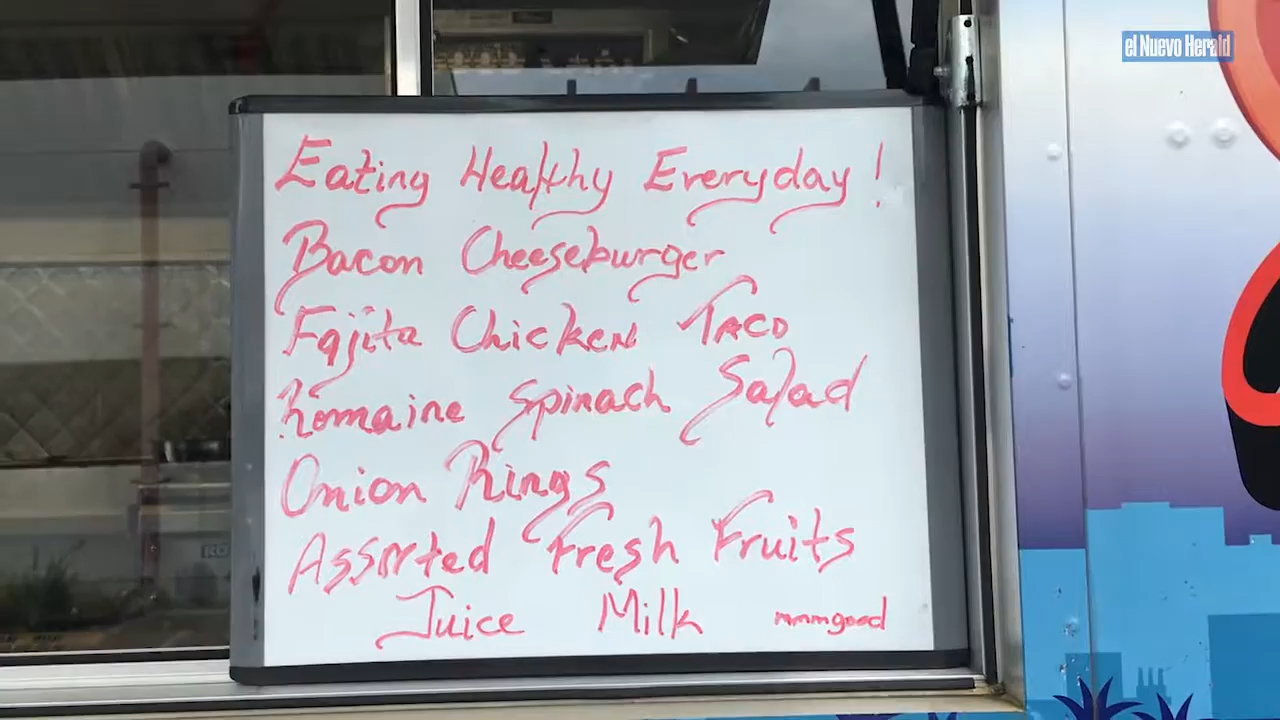 el Nuevo Herald
Eating Healthy Everyday!
Bacon Cheeseburger
Fajita Chicken Taco
Romaine Spinach Salad
Onion Rings
Assorted Fresh Fruits
Juice Milk mmmgood